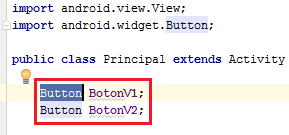 import android.view.View;
import android.widget.Button;
public class Principal extends Activity
Button BotonV1;
Button BotonV2;